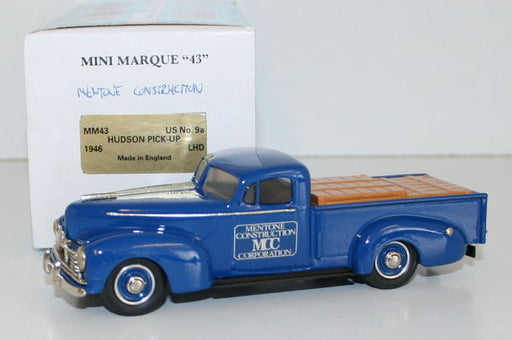 MINI MARQUE "43"
MENTONE CONSTRUCTION
MM43 US No. 9a
HUDSON PICK-UP
1946 LHD
Made in England
MENTONE
CONSTRUCTION
MCC
CORPORATION